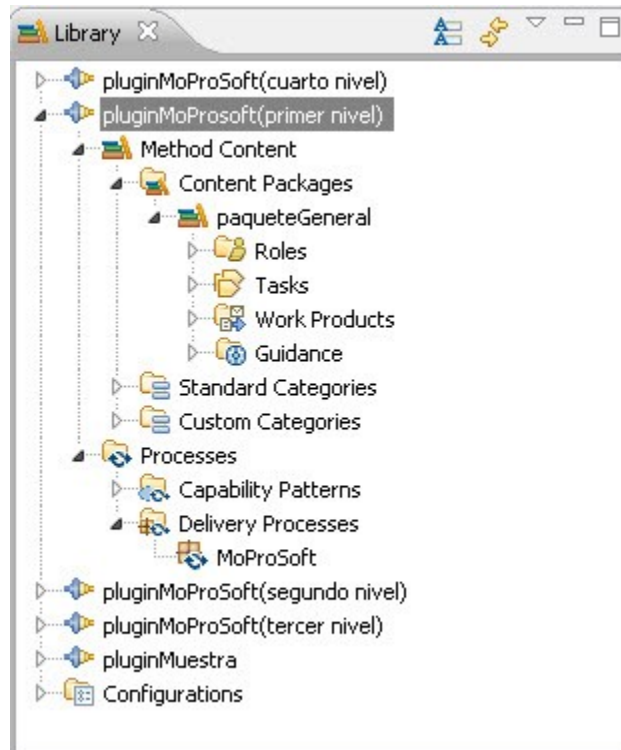 Library
pluginMoProSoft(cuarto nivel)
pluginMoProsoft(primer nivel)
Method Content
Content Packages
paqueteGeneral
Roles
Tasks
Work Products
Guidance
Standard Categories
Custom Categories
Processes
Capability Patterns
Delivery Processes
MoProSoft
pluginMoProSoft(segundo nivel)
pluginMoProSoft(tercer nivel)
pluginMuestra
Configurations